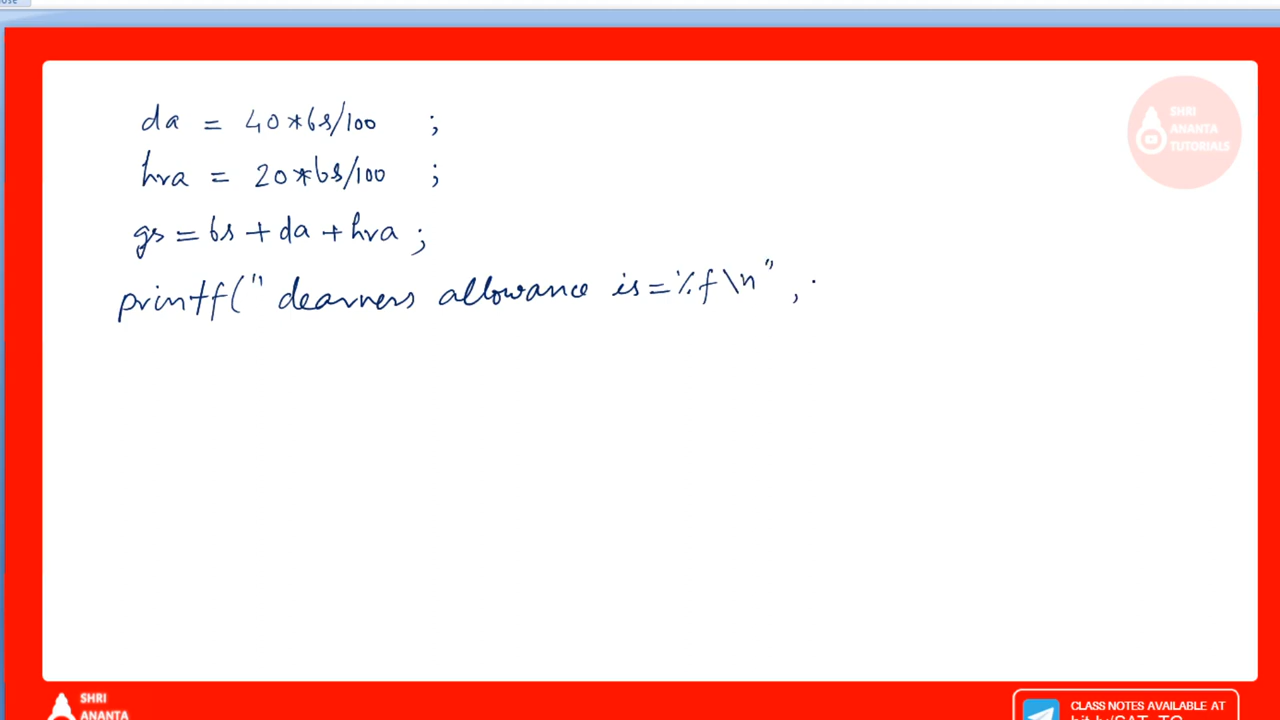 da = 40*bs/100 ;
hra = 20*bs/100 ;
gs = bs + da + hra ;
printf(" dearners allowance is = %f\n" ,
SHRI
ANANTA
TUTORIALS
SHRI
ANANTA
CLASS NOTES AVAILABLE AT